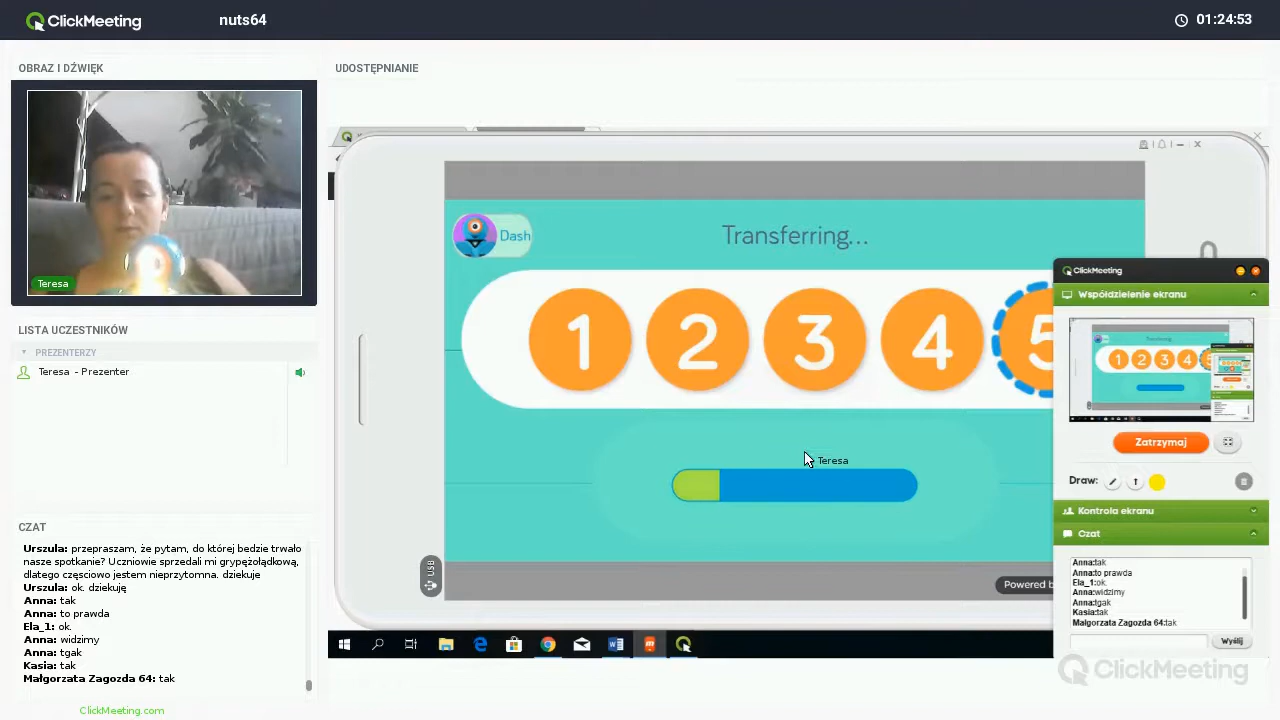 ClickMeeting
nuts64
01:24:53
OBRAZ I DŹWIĘK
UDOSTĘPNIANIE
Teresa
LISTA UCZESTNIKÓW
PREZENTERZY
Teresa - Prezenter
CZAT
Urszula: przepraszam, że pytam, do której bedzie trwało
nasze spotkanie? Uczniowie sprzedali mi grypężołądkową,
dlatego częsciowo jestem nieprzytomna. dziekuje
Urszula: ok. dziekuję
Anna: tak
Anna: to prawda
Ela_1: ok.
Anna: widzimy
Anna: tgak
Kasia: tak
Małgorzata Zagozda 64: tak
ClickMeeting.com
Dash
Transferring...
1 2 3 4 5
Teresa
USB
Powered b
ClickMeeting
Współdzielenie ekranu
Zatrzymaj
Draw:
Kontrola ekranu
Czat
Anna:tak
Anna:to prawda
Ela_1:ok.
Anna:widzimy
Anna:tgak
Kasia:tak
Małgorzata Zagozda 64:tak
Wyślij
ClickMeeting